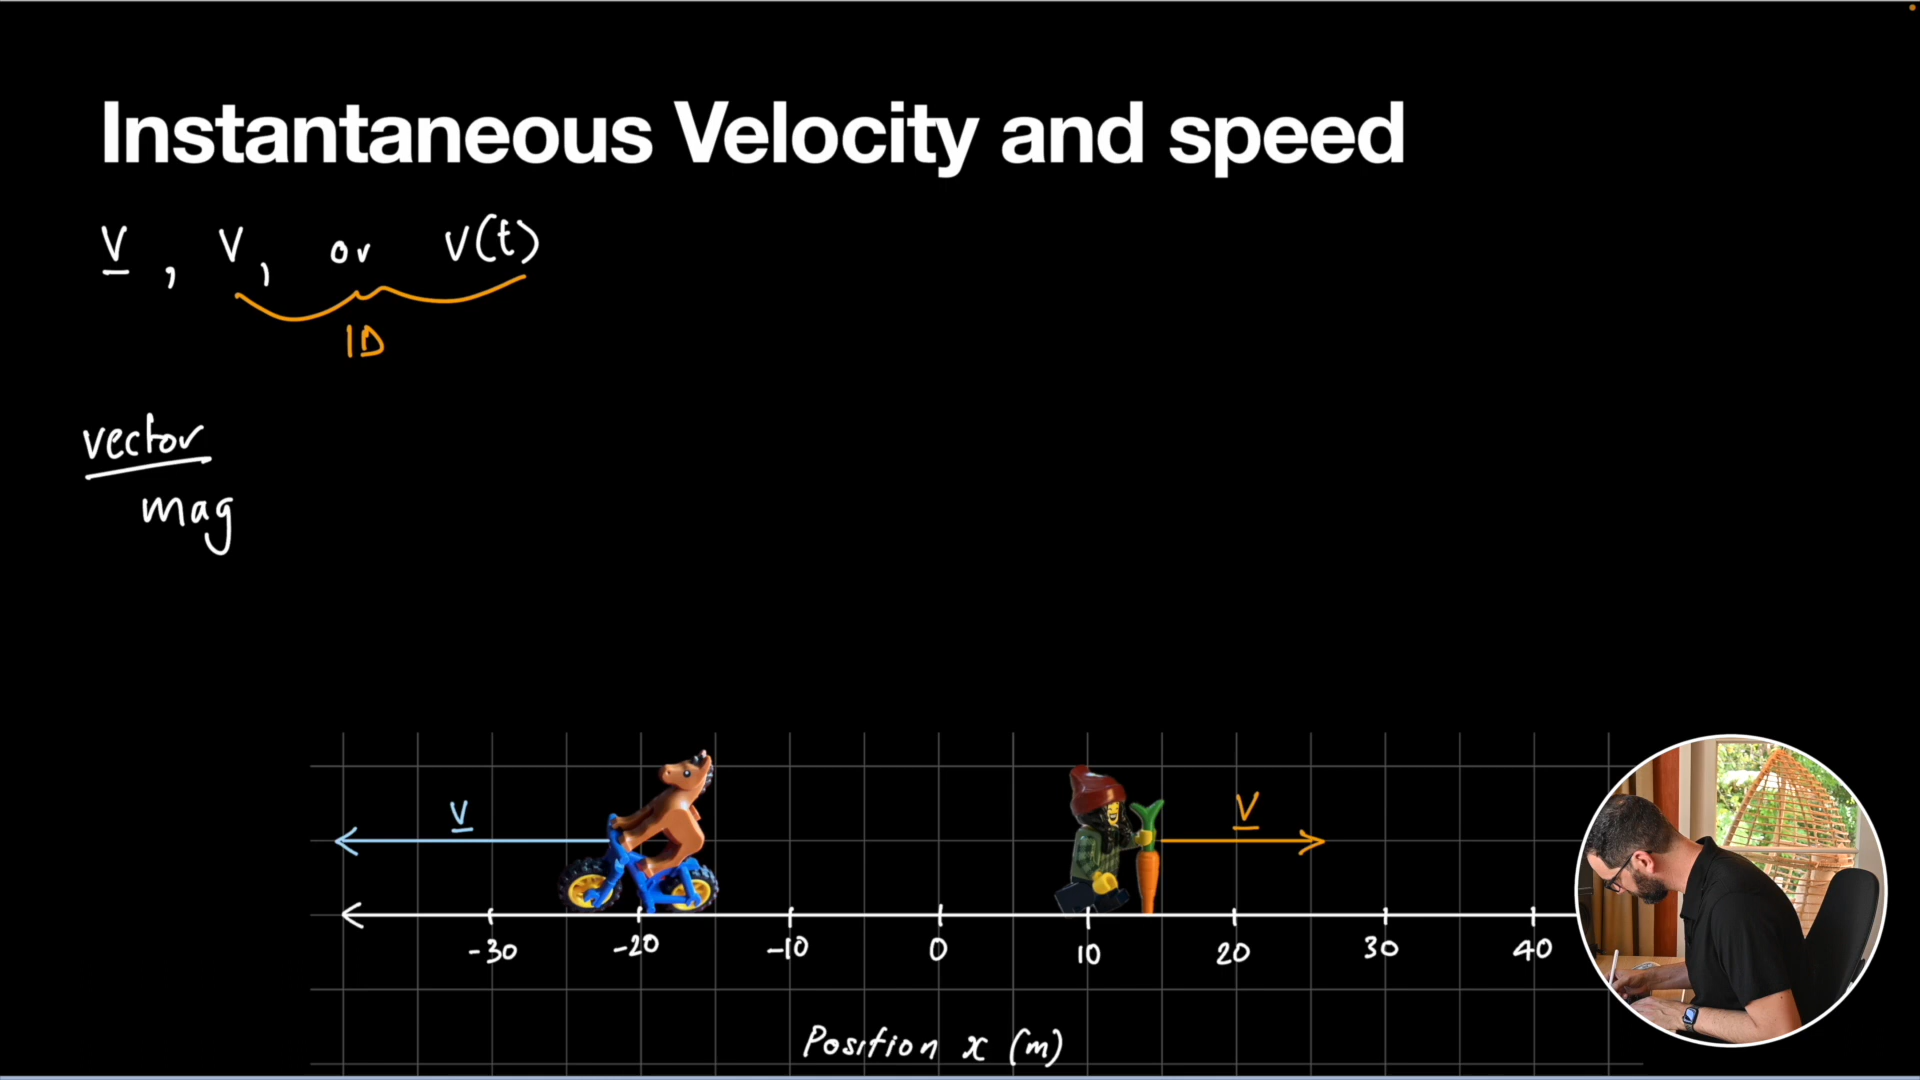 Instantaneous Velocity and speed
v , v, or v(t)
1D
vector
mag
v v
-30 -20 -10 0 10 20 30 40
Position x (m)